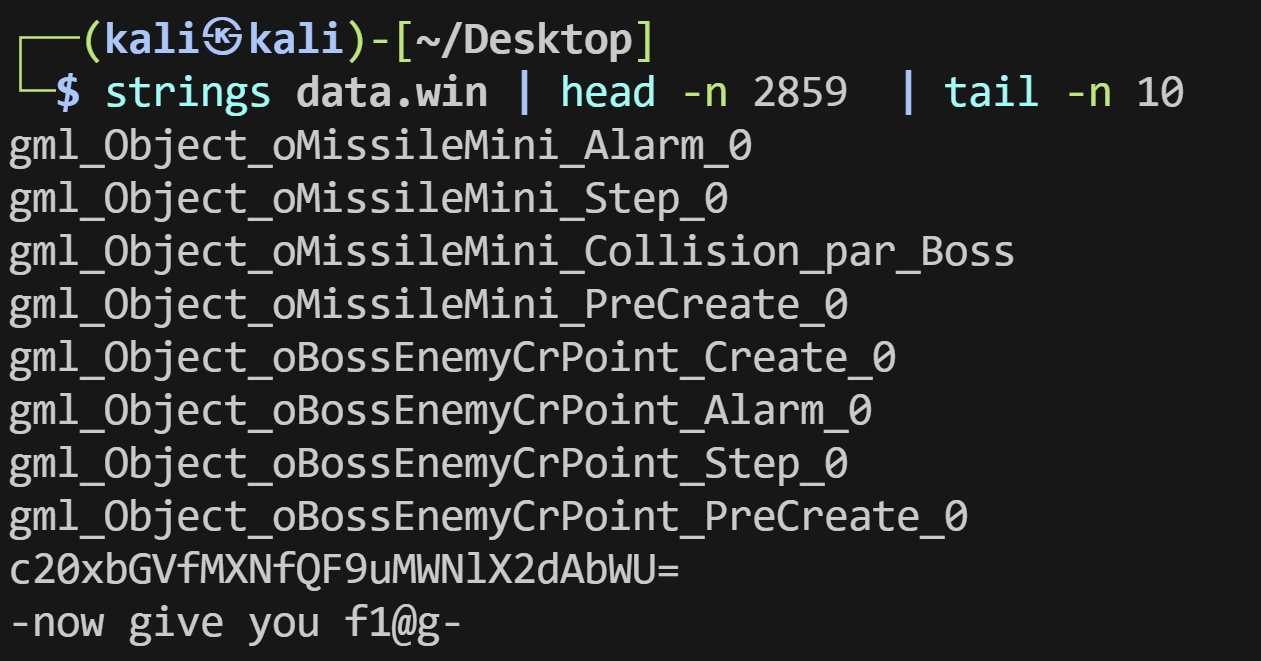 ┌──(kali㉿kali)-[~/Desktop]
└─$ strings data.win | head -n 2859  | tail -n 10
gml_Object_oMissileMini_Alarm_0
gml_Object_oMissileMini_Step_0
gml_Object_oMissileMini_Collision_par_Boss
gml_Object_oMissileMini_PreCreate_0
gml_Object_oBossEnemyCrPoint_Create_0
gml_Object_oBossEnemyCrPoint_Alarm_0
gml_Object_oBossEnemyCrPoint_Step_0
gml_Object_oBossEnemyCrPoint_PreCreate_0
c20xbGVfMXNfQF9uMWNlX2dAbWU=
-now give you f1@g-